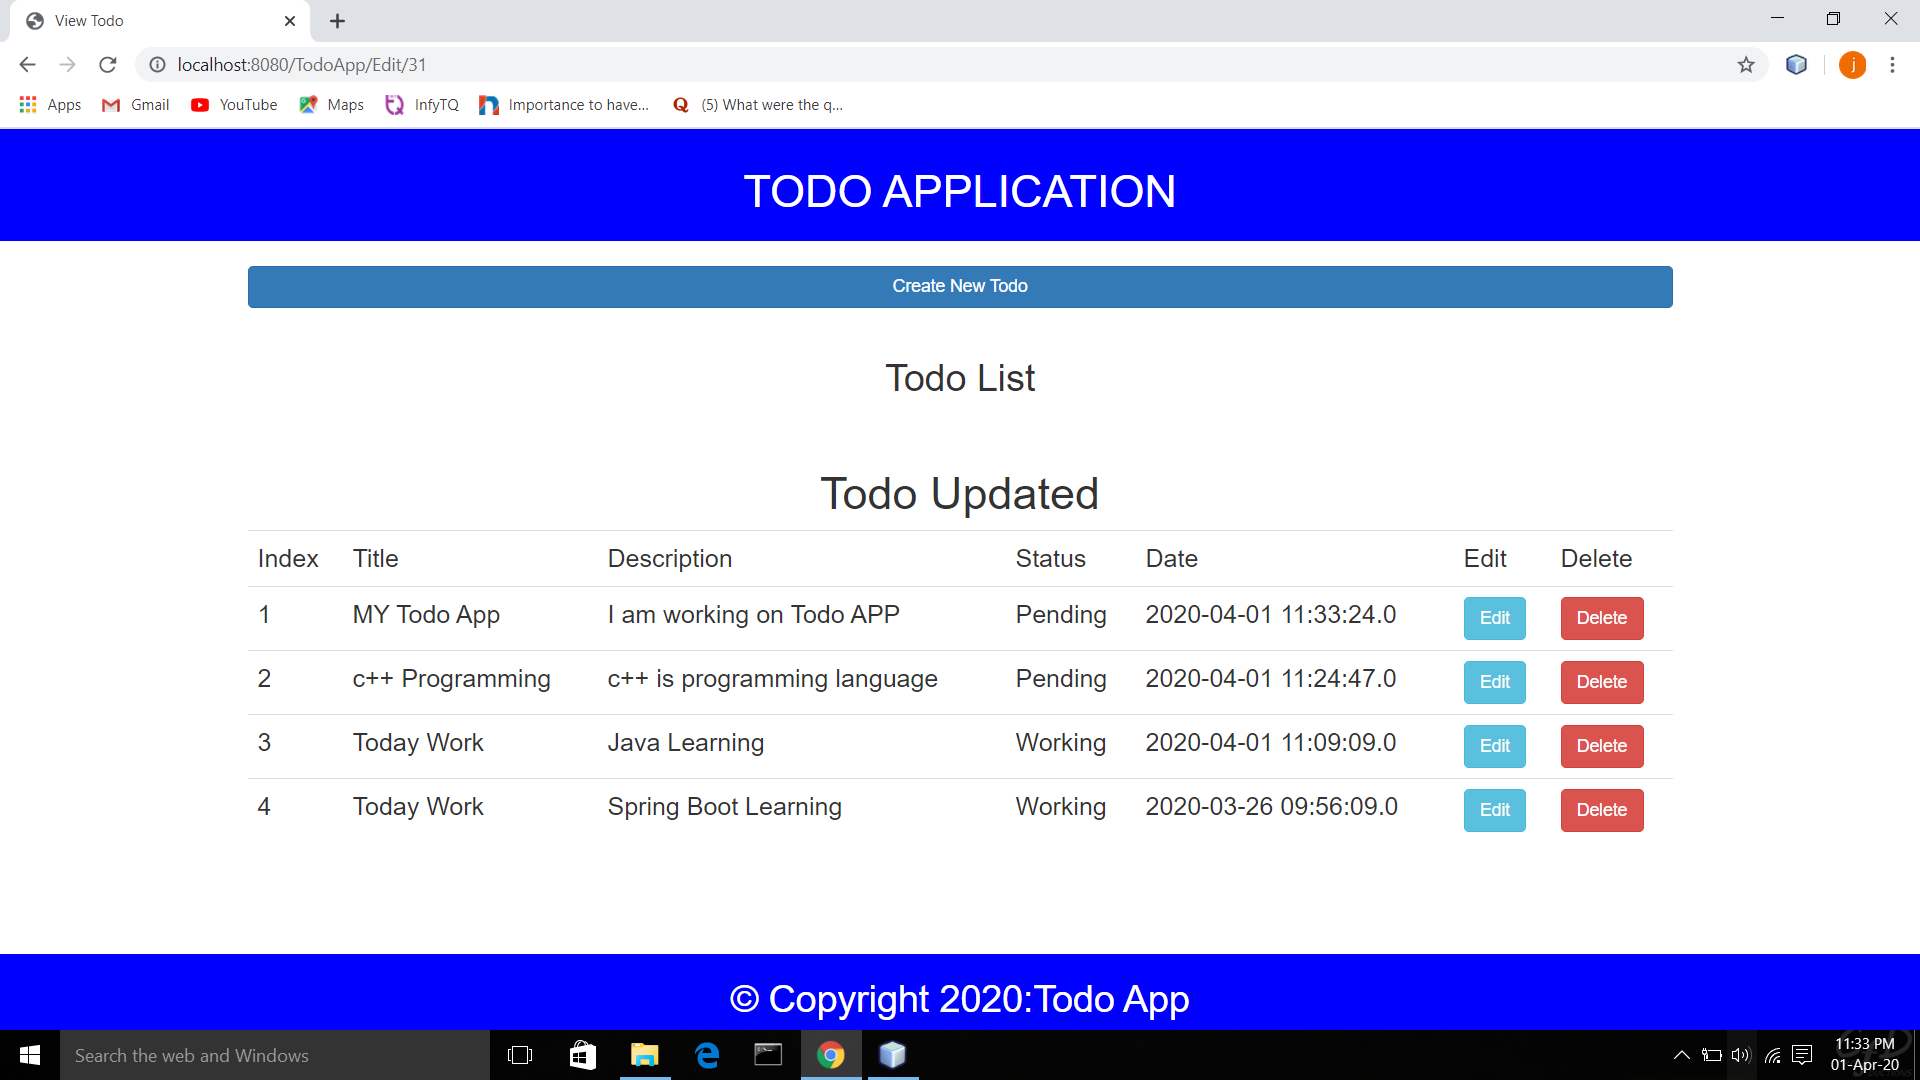 View Todo
localhost:8080/TodoApp/Edit/31
j
Apps Gmail YouTube Maps InfyTQ Importance to have... (5) What were the q...
TODO APPLICATION
Create New Todo
Todo List
Todo Updated
Index Title Description Status Date Edit Delete
1 MY Todo App I am working on Todo APP Pending 2020-04-01 11:33:24.0 Edit Delete
2 c++ Programming c++ is programming language Pending 2020-04-01 11:24:47.0 Edit Delete
3 Today Work Java Learning Working 2020-04-01 11:09:09.0 Edit Delete
4 Today Work Spring Boot Learning Working 2020-03-26 09:56:09.0 Edit Delete
© Copyright 2020:Todo App
Search the web and Windows
11:33 PM
01-Apr-20